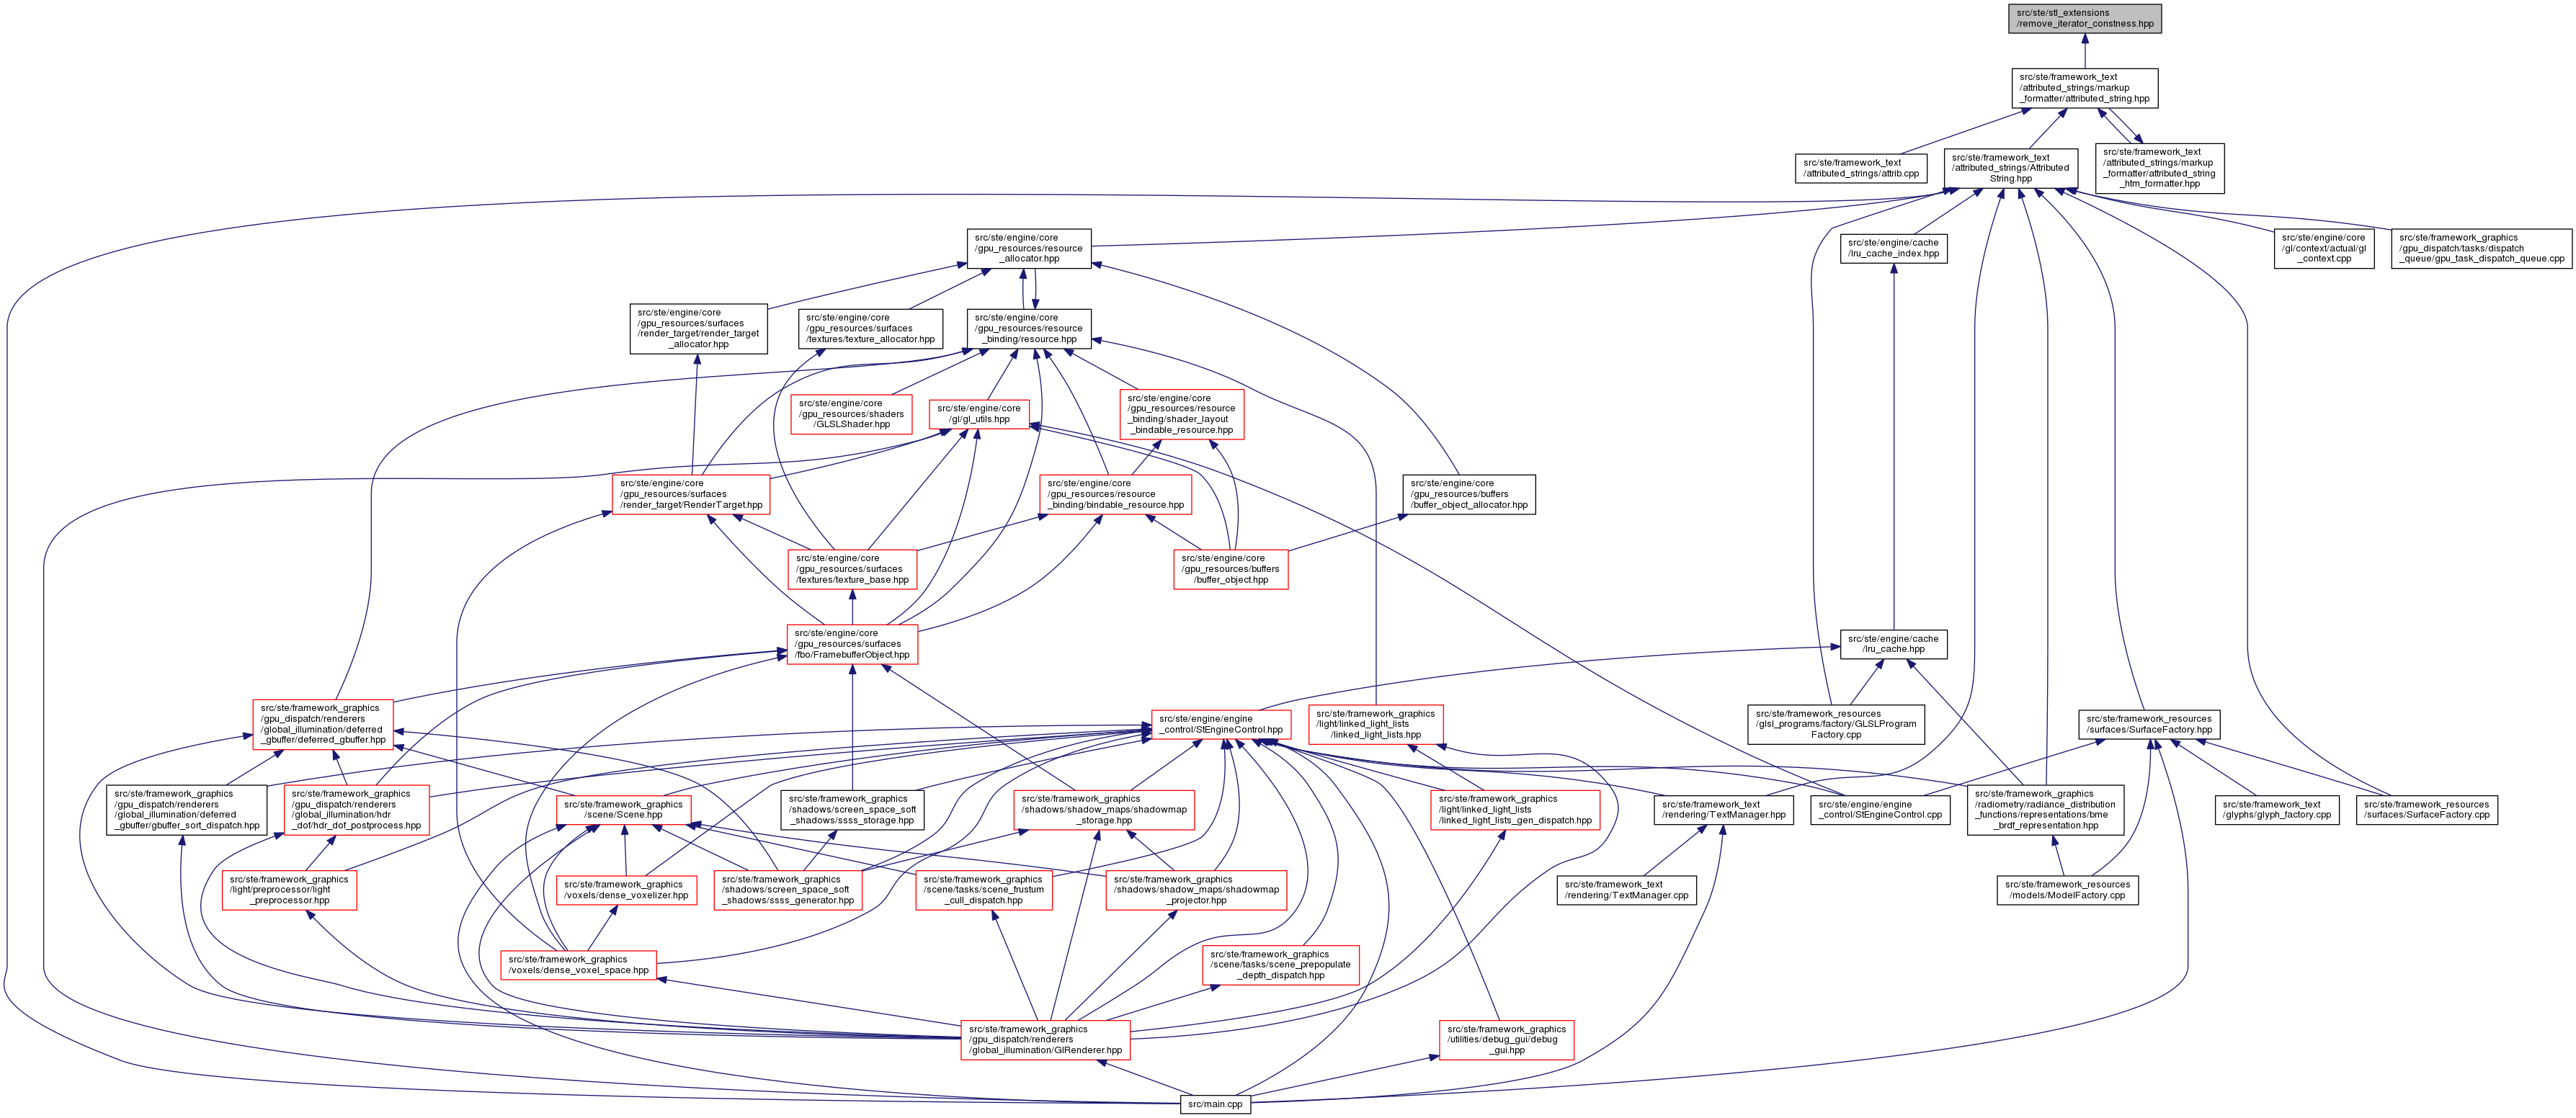 src/ste/stl_extensions
/remove_iterator_constness.hpp
src/ste/framework_text
/attributed_strings/markup
_formatter/attributed_string.hpp
src/ste/framework_text
/attributed_strings/attrib.cpp
src/ste/framework_text
/attributed_strings/Attributed
String.hpp
src/ste/framework_text
/attributed_strings/markup
_formatter/attributed_string
_htm_formatter.hpp
src/ste/engine/core
/gpu_resources/resource
_allocator.hpp
src/ste/engine/cache
/lru_cache_index.hpp
src/ste/engine/core
/gl/context/actual/gl
_context.cpp
src/ste/framework_graphics
/gpu_dispatch/tasks/dispatch
_queue/gpu_task_dispatch_queue.cpp
src/ste/engine/core
/gpu_resources/surfaces
/render_target/render_target
_allocator.hpp
src/ste/engine/core
/gpu_resources/surfaces
/textures/texture_allocator.hpp
src/ste/engine/core
/gpu_resources/resource
_binding/resource.hpp
src/ste/engine/core
/gpu_resources/shaders
/GLSLShader.hpp
src/ste/engine/core
/gl/gl_utils.hpp
src/ste/engine/core
/gpu_resources/resource
_binding/shader_layout
_bindable_resource.hpp
src/ste/engine/core
/gpu_resources/surfaces
/render_target/RenderTarget.hpp
src/ste/engine/core
/gpu_resources/resource
_binding/bindable_resource.hpp
src/ste/engine/core
/gpu_resources/buffers
/buffer_object_allocator.hpp
src/ste/engine/core
/gpu_resources/surfaces
/textures/texture_base.hpp
src/ste/engine/core
/gpu_resources/buffers
/buffer_object.hpp
src/ste/engine/core
/gpu_resources/surfaces
/fbo/FramebufferObject.hpp
src/ste/engine/cache
/lru_cache.hpp
src/ste/framework_graphics
/gpu_dispatch/renderers
/global_illumination/deferred
_gbuffer/deferred_gbuffer.hpp
src/ste/engine/engine
_control/StEngineControl.hpp
src/ste/framework_graphics
/light/linked_light_lists
/linked_light_lists.hpp
src/ste/framework_resources
/glsl_programs/factory/GLSLProgram
Factory.cpp
src/ste/framework_resources
/surfaces/SurfaceFactory.hpp
src/ste/framework_graphics
/gpu_dispatch/renderers
/global_illumination/deferred
_gbuffer/gbuffer_sort_dispatch.hpp
src/ste/framework_graphics
/gpu_dispatch/renderers
/global_illumination/hdr
_dof/hdr_dof_postprocess.hpp
src/ste/framework_graphics
/scene/Scene.hpp
src/ste/framework_graphics
/shadows/screen_space_soft
_shadows/ssss_storage.hpp
src/ste/framework_graphics
/shadows/shadow_maps/shadowmap
_storage.hpp
src/ste/framework_graphics
/light/linked_light_lists
/linked_light_lists_gen_dispatch.hpp
src/ste/framework_text
/rendering/TextManager.hpp
src/ste/engine/engine
_control/StEngineControl.cpp
src/ste/framework_graphics
/radiometry/radiance_distribution
_functions/representations/bme
_brdf_representation.hpp
src/ste/framework_text
/glyphs/glyph_factory.cpp
src/ste/framework_resources
/surfaces/SurfaceFactory.cpp
src/ste/framework_graphics
/light/preprocessor/light
_preprocessor.hpp
src/ste/framework_graphics
/voxels/dense_voxelizer.hpp
src/ste/framework_graphics
/shadows/screen_space_soft
_shadows/ssss_generator.hpp
src/ste/framework_graphics
/scene/tasks/scene_frustum
_cull_dispatch.hpp
src/ste/framework_graphics
/shadows/shadow_maps/shadowmap
_projector.hpp
src/ste/framework_text
/rendering/TextManager.cpp
src/ste/framework_resources
/models/ModelFactory.cpp
src/ste/framework_graphics
/voxels/dense_voxel_space.hpp
src/ste/framework_graphics
/scene/tasks/scene_prepopulate
_depth_dispatch.hpp
src/ste/framework_graphics
/gpu_dispatch/renderers
/global_illumination/GIRenderer.hpp
src/ste/framework_graphics
/utilities/debug_gui/debug
_gui.hpp
src/main.cpp